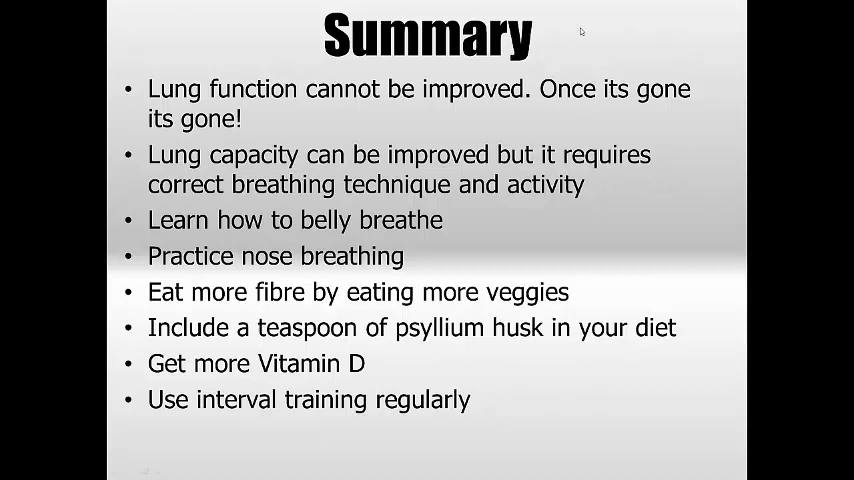 Summary
• Lung function cannot be improved. Once its gone
its gone!
• Lung capacity can be improved but it requires
correct breathing technique and activity
• Learn how to belly breathe
• Practice nose breathing
• Eat more fibre by eating more veggies
• Include a teaspoon of psyllium husk in your diet
• Get more Vitamin D
• Use interval training regularly